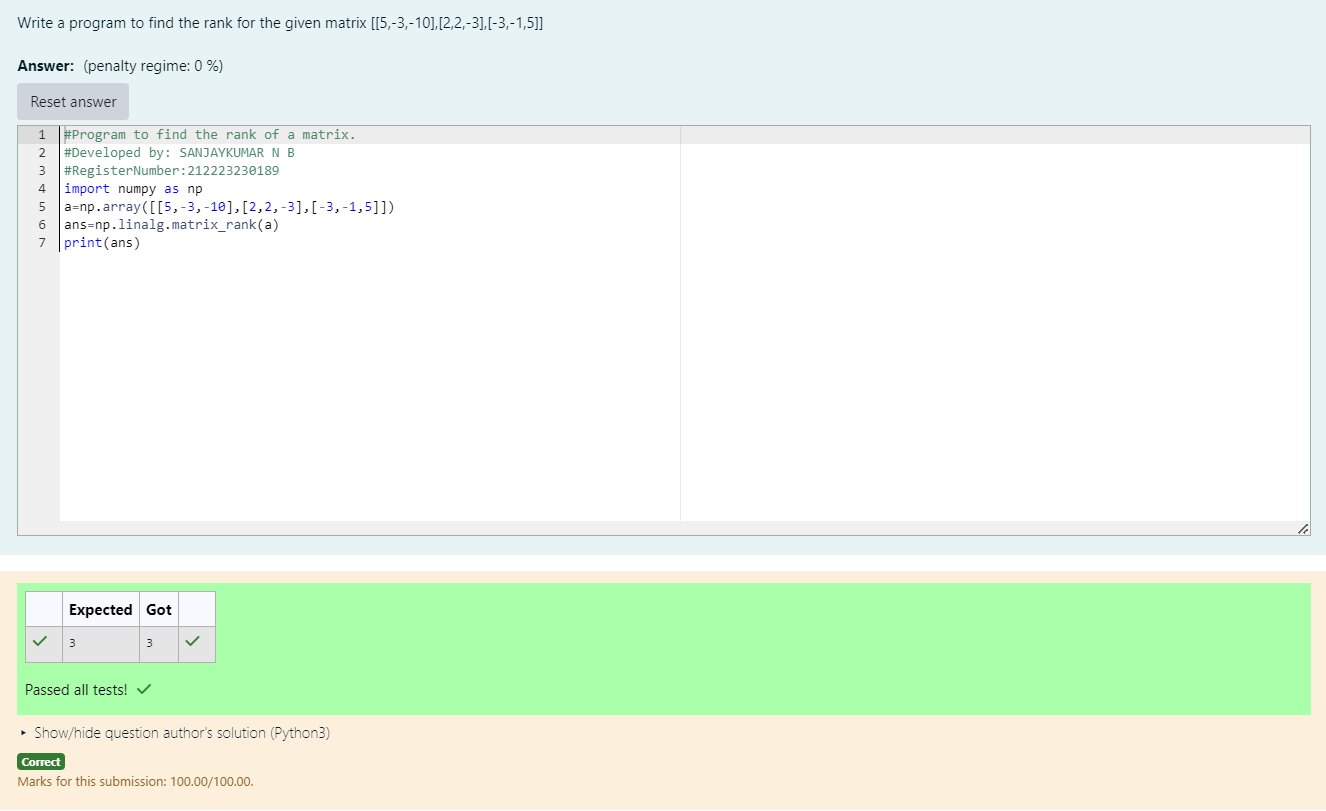 Write a program to find the rank for the given matrix [[5,-3,-10],[2,2,-3],[-3,-1,5]]
Answer: (penalty regime: 0 %)
Reset answer
1 #Program to find the rank of a matrix.
2 #Developed by: SANJAYKUMAR N B
3 #RegisterNumber:212223230189
4 import numpy as np
5 a=np.array([[5,-3,-10],[2,2,-3],[-3,-1,5]])
6 ans=np.linalg.matrix_rank(a)
7 print(ans)
Expected Got
3 3
Passed all tests!
Show/hide question author's solution (Python3)
Correct
Marks for this submission: 100.00/100.00.